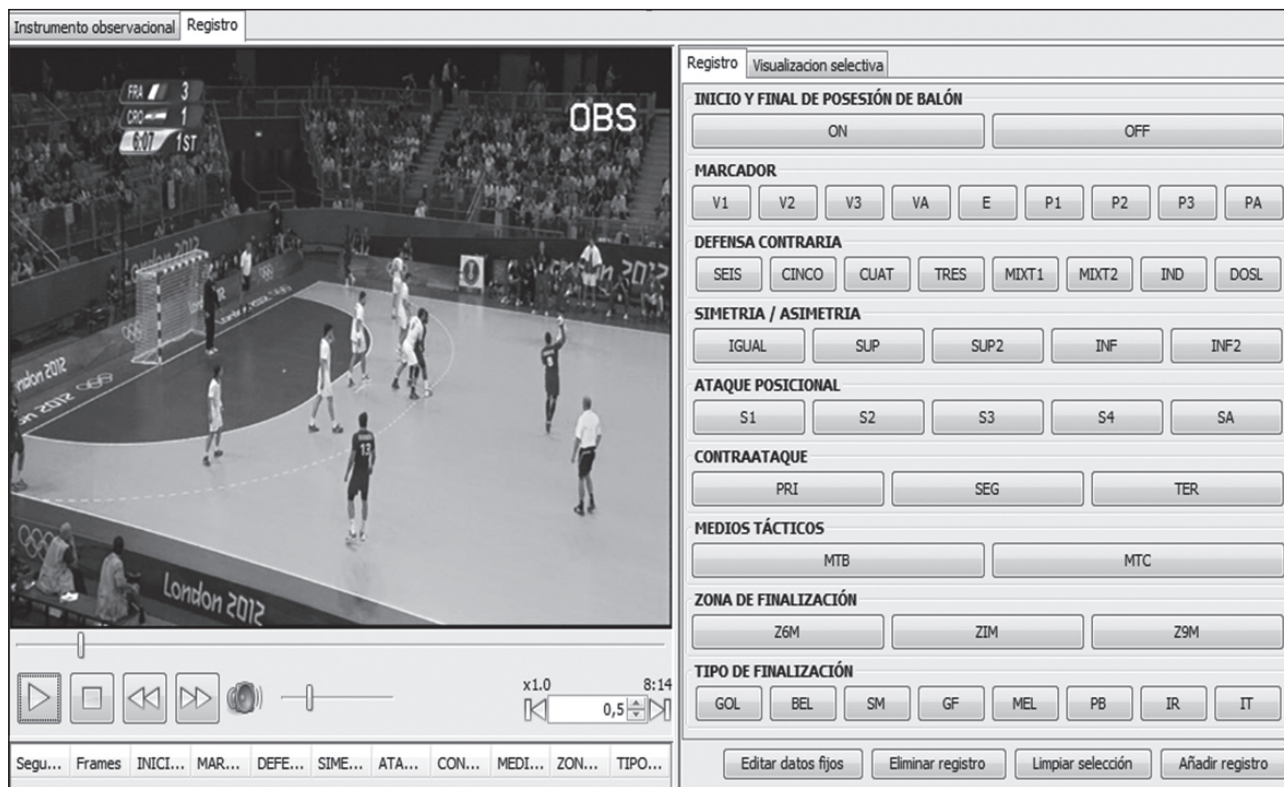 Instrumento observacional Registro
FRA 3
CRO 1
6:07 1ST
OBS
2012
London 2012
London 2012
13
London 2012
x1.0 8:14
0,5
Segu... Frames INICI... MAR... DEFE... SIME... ATA... CON... MEDI... ZON... TIPO...
Registro Visualizacion selectiva
INICIO Y FINAL DE POSESIÓN DE BALÓN
ON OFF
MARCADOR
V1 V2 V3 VA E P1 P2 P3 PA
DEFENSA CONTRARIA
SEIS CINCO CUAT TRES MIXT1 MIXT2 IND DOSL
SIMETRIA / ASIMETRIA
IGUAL SUP SUP2 INF INF2
ATAQUE POSICIONAL
S1 S2 S3 S4 SA
CONTRAATAQUE
PRI SEG TER
MEDIOS TÁCTICOS
MTB MTC
ZONA DE FINALIZACIÓN
Z6M ZIM Z9M
TIPO DE FINALIZACIÓN
GOL BEL SM GF MEL PB IR IT
Editar datos fijos Eliminar registro Limpiar selección Añadir registro